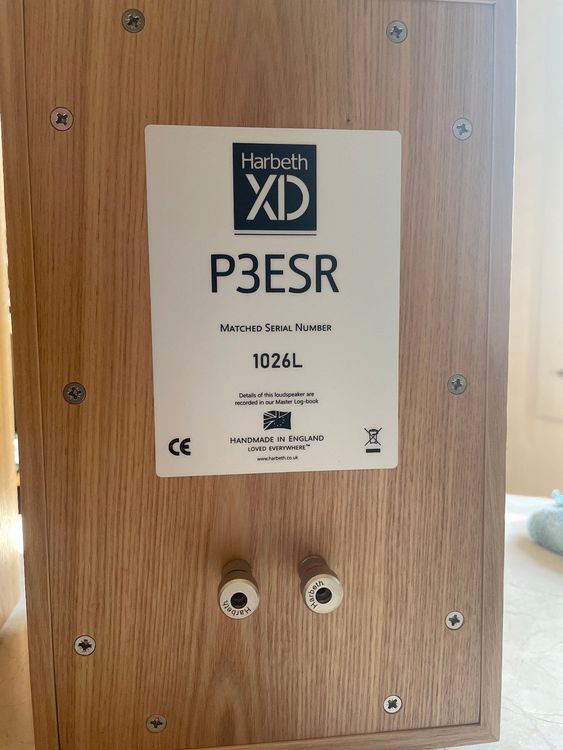 Harbeth
XD
P3ESR
MATCHED SERIAL NUMBER
1026L
Details of this loudspeaker are
recorded in our Master Log-book
CE
HANDMADE IN ENGLAND
LOVED EVERYWHERE™
www.harbeth.co.uk
Harbeth
Harbeth